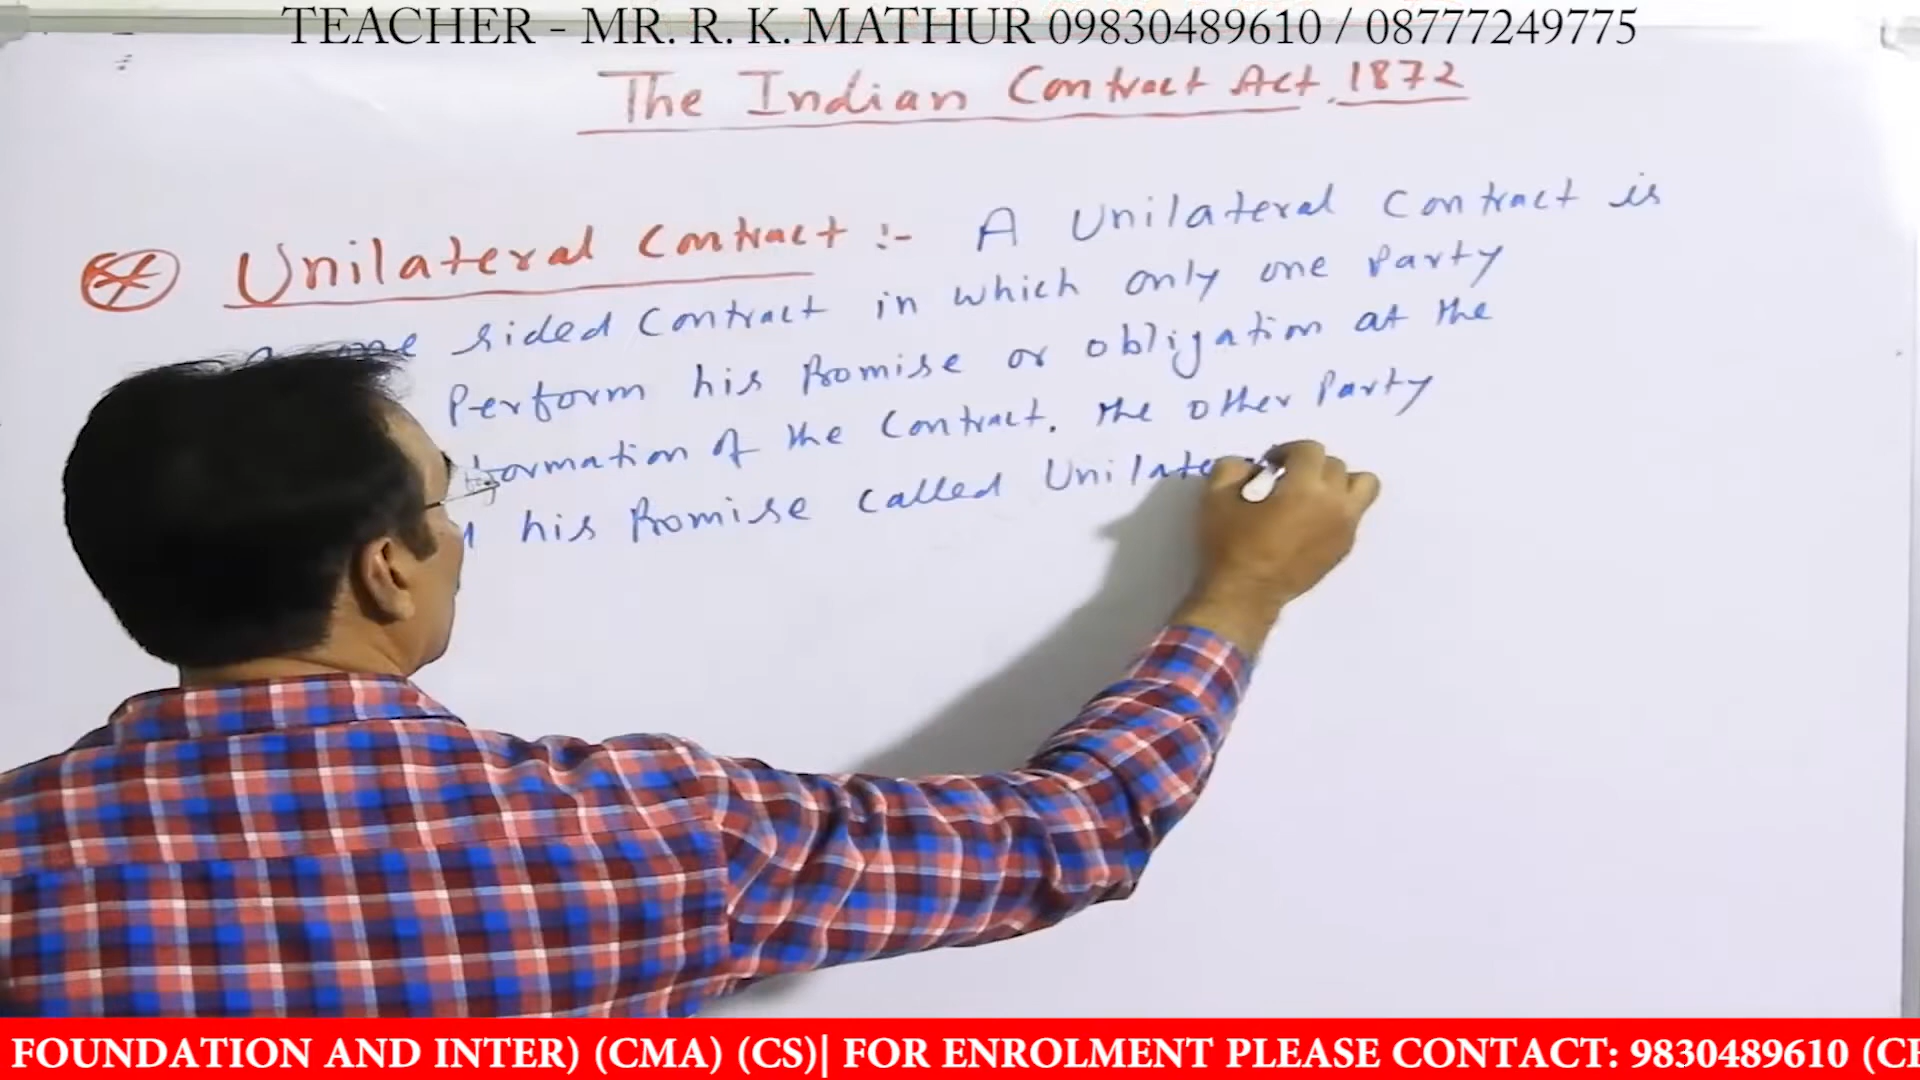 TEACHER - MR. R. K. MATHUR 09830489610 / 08777249775
The Indian Contract Act, 1872
Unilateral Contract :- A Unilateral Contract is
a one sided Contract in which only one Party
Perform his Promise or obligation at the
formation of the Contract. The other Party
his Promise called Unilate
FOUNDATION AND INTER) (CMA) (CS)| FOR ENROLMENT PLEASE CONTACT: 9830489610 (CE